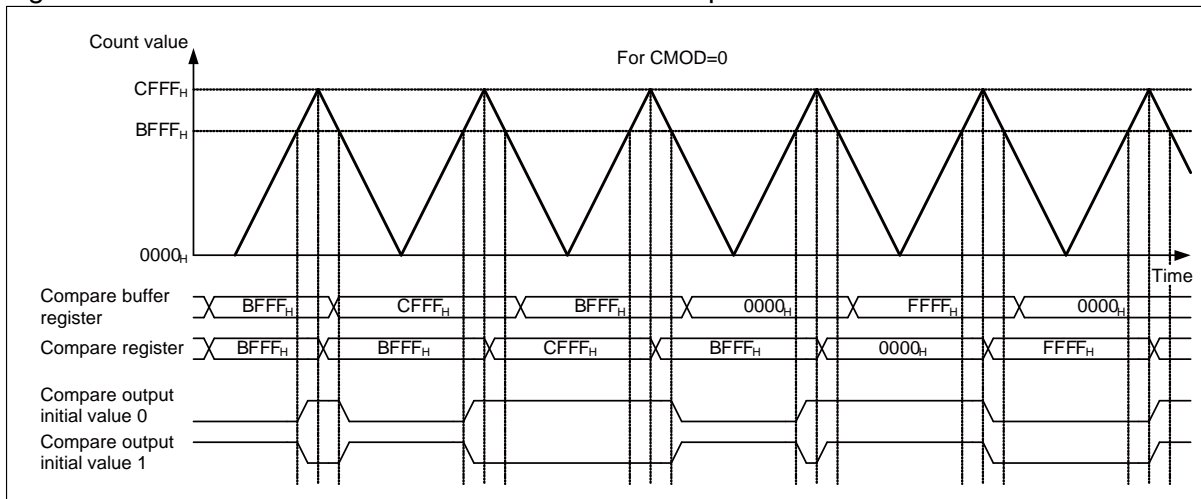 Count value
For CMOD=0
CFFFH
BFFFH
0000H
Time
Compare buffer register
BFFFH CFFFH BFFFH 0000H FFFFH 0000H
Compare register
BFFFH BFFFH CFFFH BFFFH 0000H FFFFH
Compare output initial value 0
Compare output initial value 1